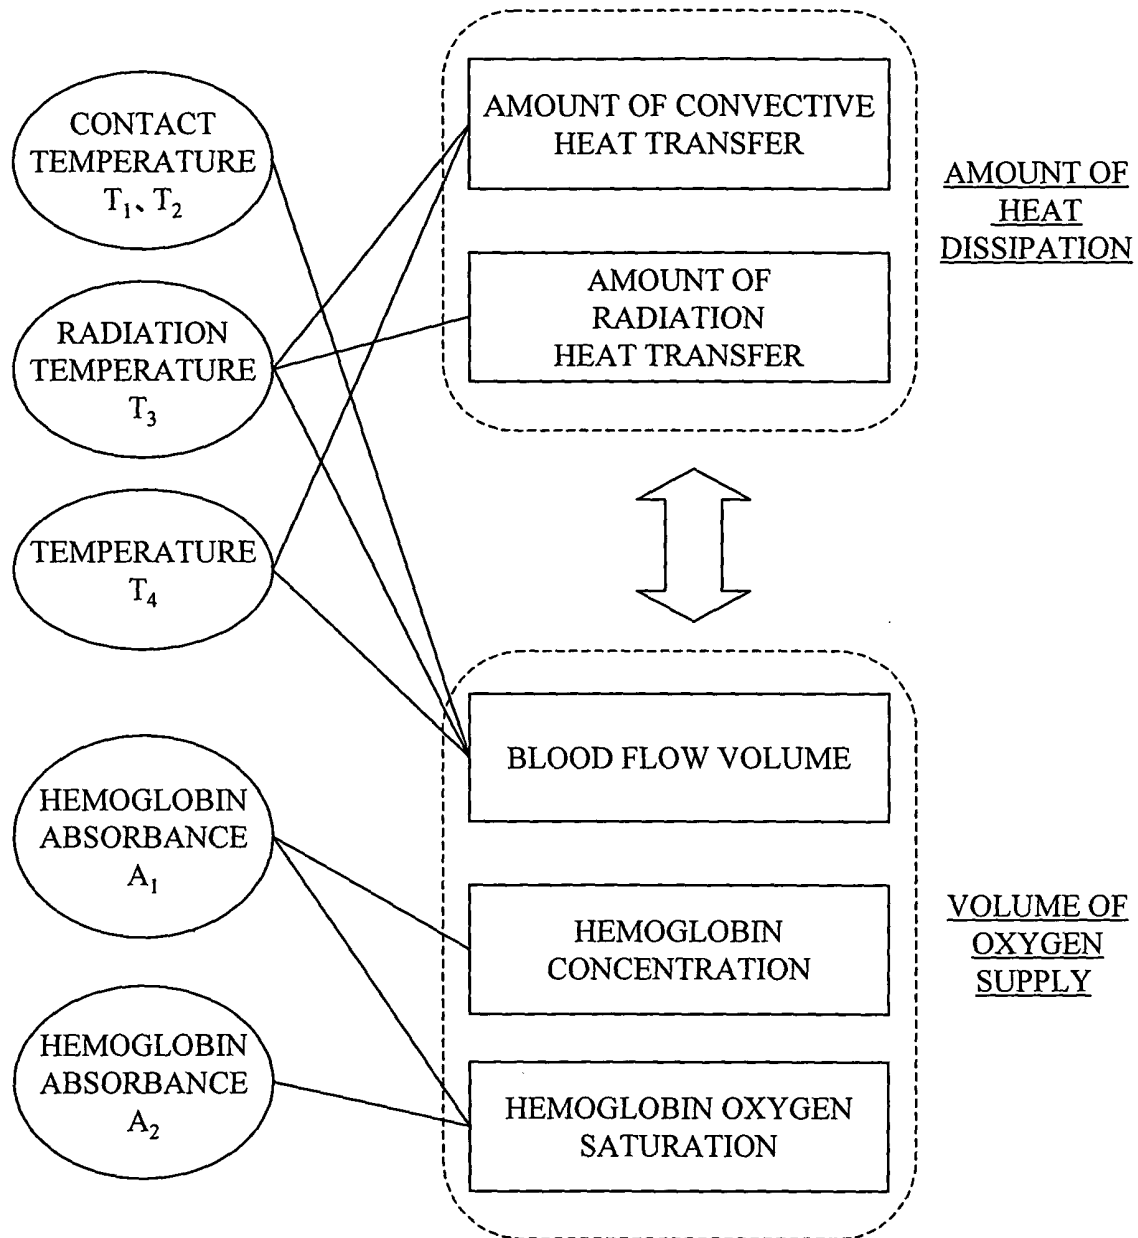 CONTACT
TEMPERATURE
T₁、T₂
RADIATION
TEMPERATURE
T₃
TEMPERATURE
T₄
HEMOGLOBIN
ABSORBANCE
A₁
HEMOGLOBIN
ABSORBANCE
A₂
AMOUNT OF CONVECTIVE
HEAT TRANSFER
AMOUNT OF
RADIATION
HEAT TRANSFER
AMOUNT OF
HEAT
DISSIPATION
BLOOD FLOW VOLUME
HEMOGLOBIN
CONCENTRATION
HEMOGLOBIN OXYGEN
SATURATION
VOLUME OF
OXYGEN
SUPPLY